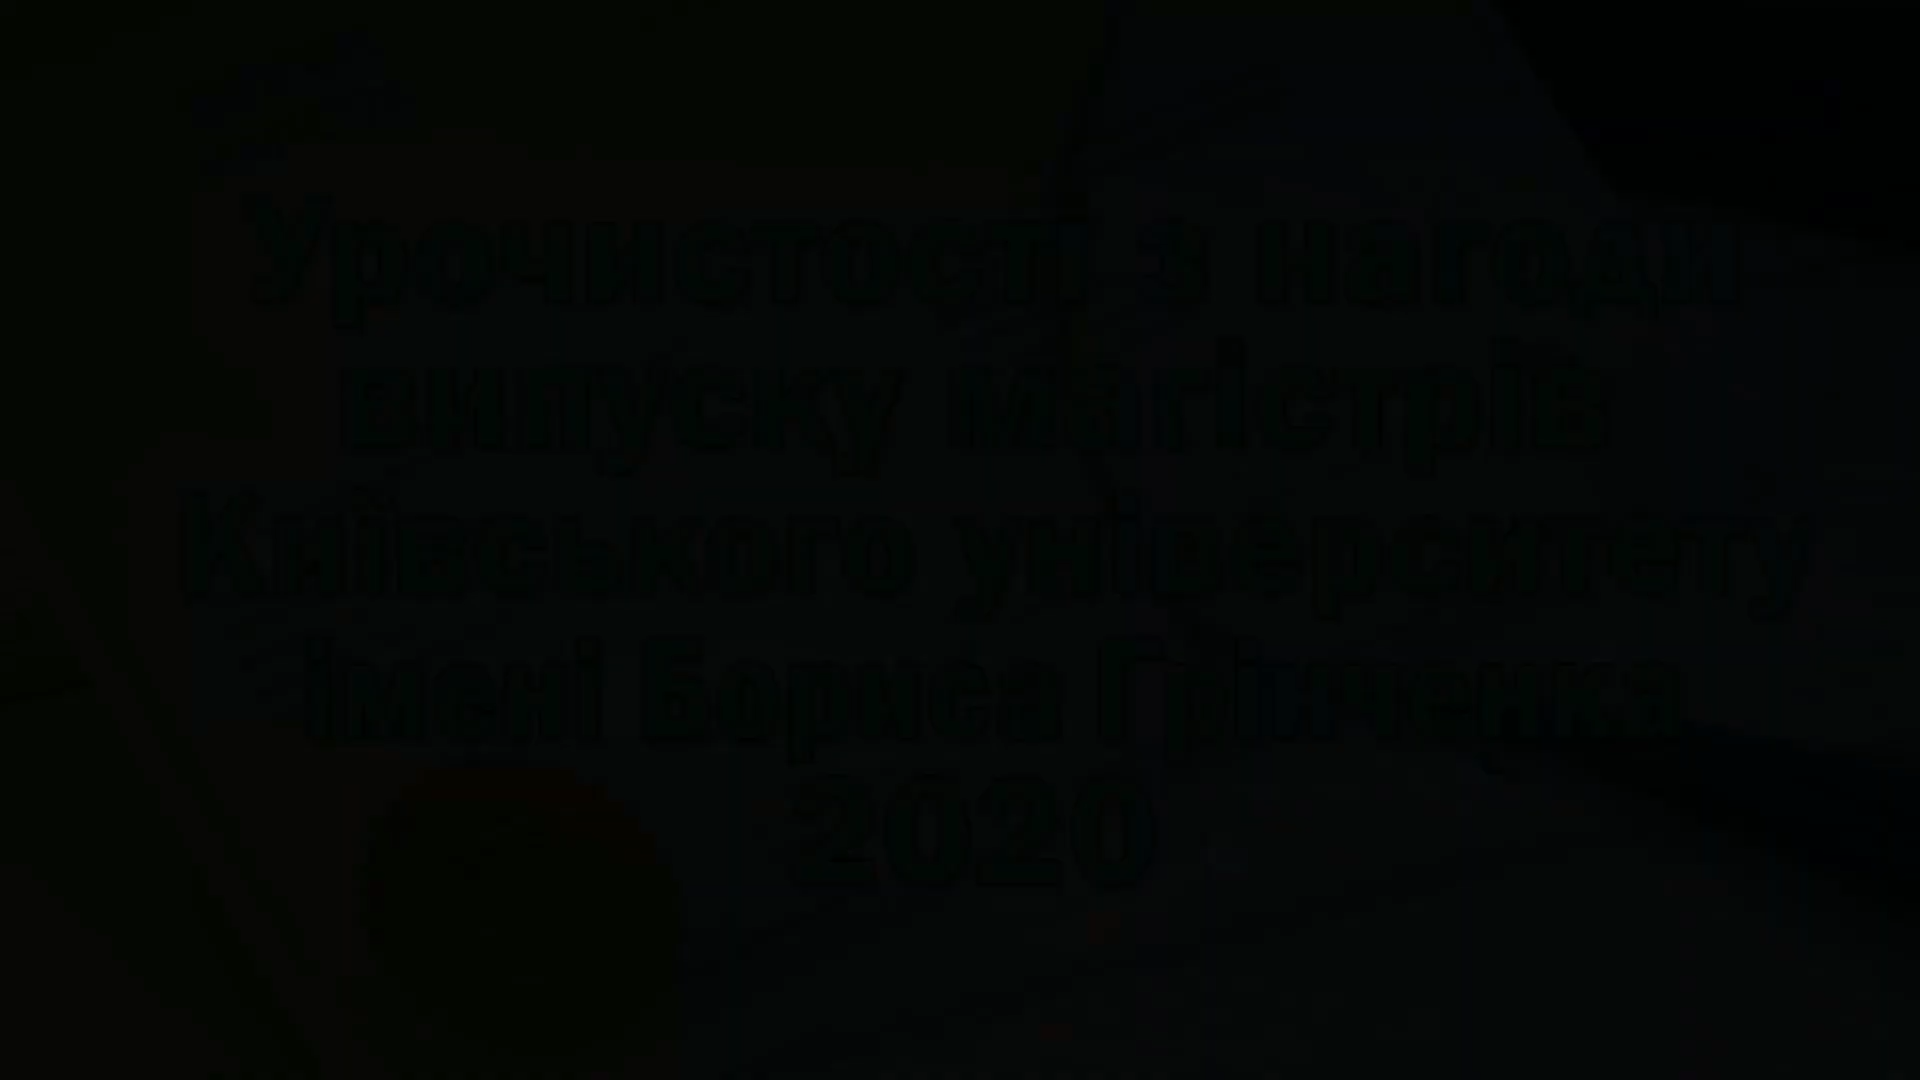 Урочистості з нагоди
випуску магістрів
Київського університету
імені Бориса Грінченка
2020